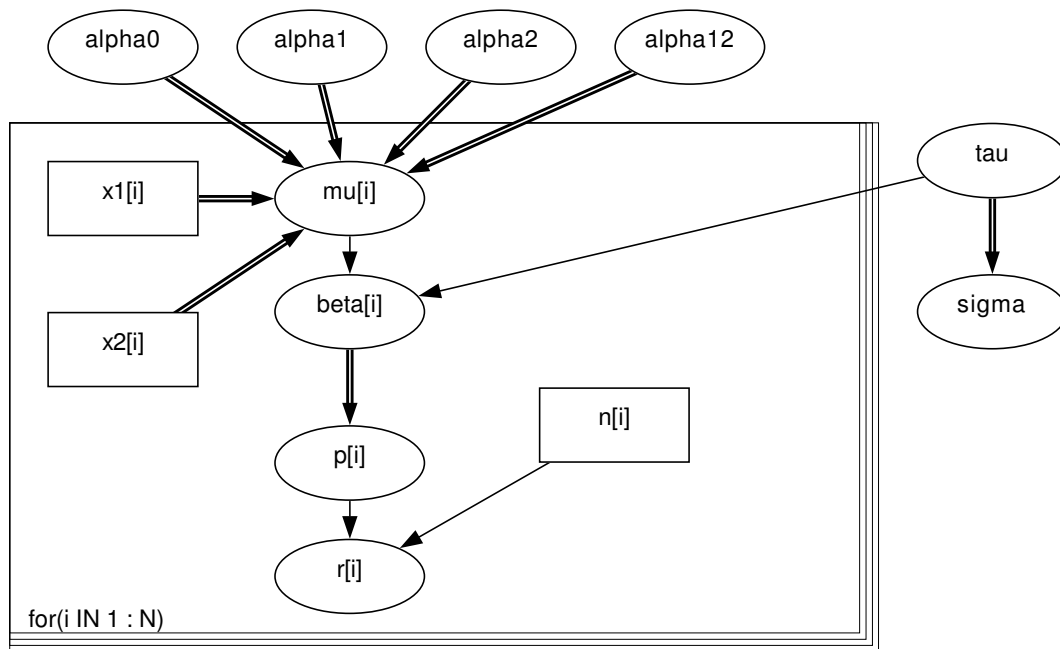 alpha0
alpha1
alpha2
alpha12
tau
x1[i]
mu[i]
beta[i]
sigma
x2[i]
n[i]
p[i]
r[i]
for(i IN 1 : N)